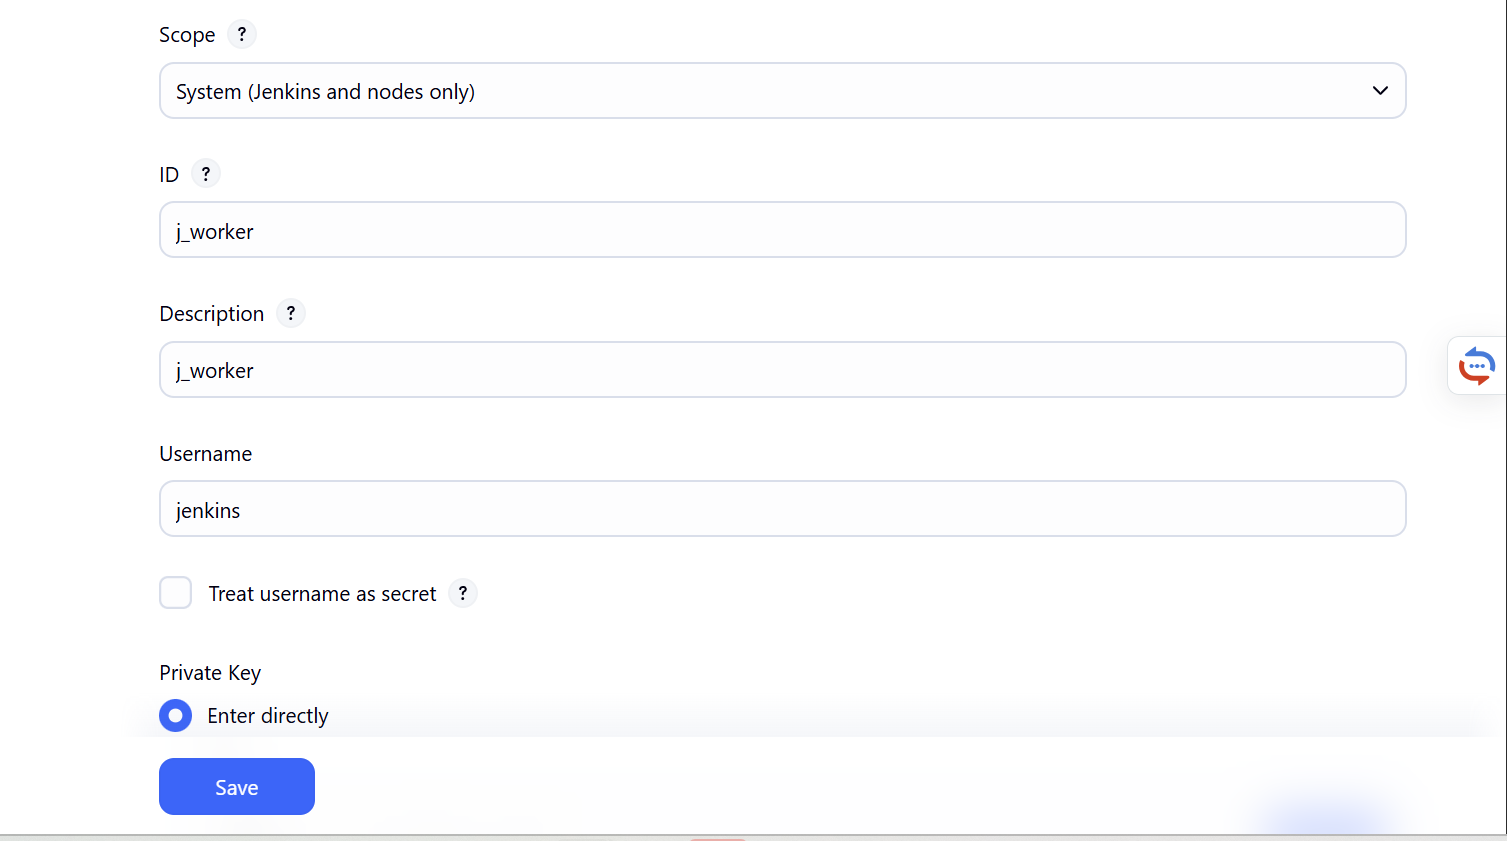 Scope ?
System (Jenkins and nodes only)
ID ?
j_worker
Description ?
j_worker
Username
jenkins
Treat username as secret ?
Private Key
Enter directly
Save